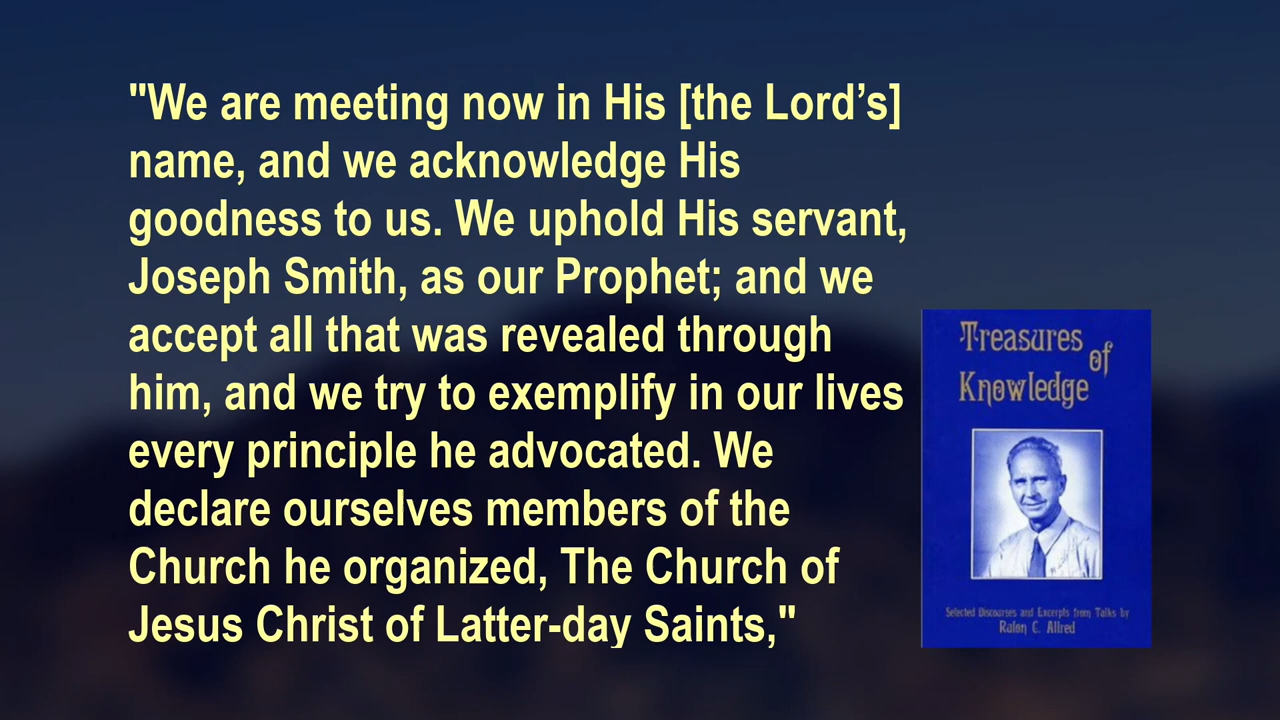 "We are meeting now in His [the Lord’s]
name, and we acknowledge His
goodness to us. We uphold His servant,
Joseph Smith, as our Prophet; and we
accept all that was revealed through
him, and we try to exemplify in our lives
every principle he advocated. We
declare ourselves members of the
Church he organized, The Church of
Jesus Christ of Latter-day Saints,"
Treasures
of
Knowledge
Selected Discourses and Excerpts from Talks by
Rulon C. Allred